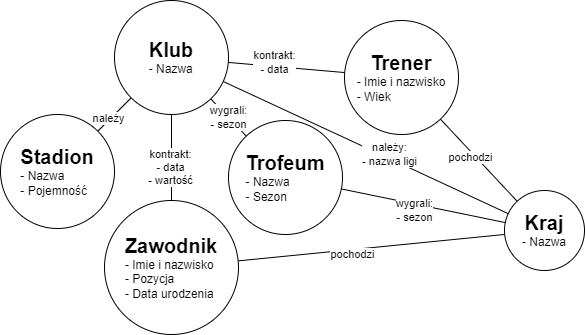 Klub
- Nazwa
kontrakt:
- data
Trener
- Imie i nazwisko
- Wiek
należy
wygrali:
- sezon
Stadion
- Nazwa
- Pojemność
kontrakt:
- data
- wartość
Trofeum
- Nazwa
- Sezon
należy:
- nazwa ligi
pochodzi
wygrali:
- sezon
Kraj
- Nazwa
Zawodnik
- Imie i nazwisko
- Pozycja
- Data urodzenia
pochodzi